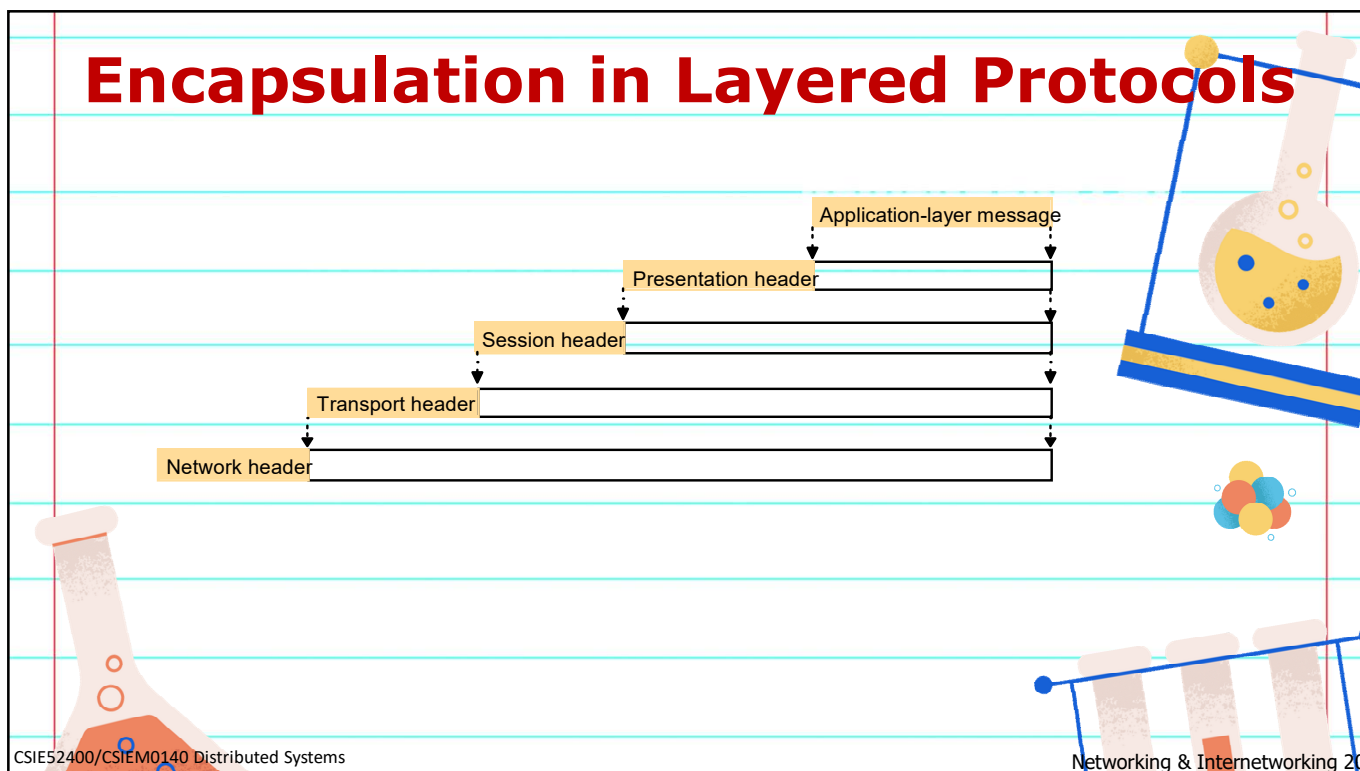 Encapsulation in Layered Protocols
Application-layer message
Presentation header
Session header
Transport header
Network header
CSIE52400/CSIEM0140 Distributed Systems
Networking & Internetworking 20